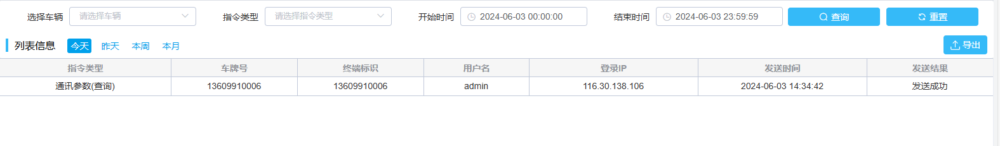 选择车辆 请选择车辆 指令类型 请选择指令类型 开始时间 2024-06-03 00:00:00 结束时间 2024-06-03 23:59:59 查询 重置
列表信息 今天 昨天 本周 本月 导出
指令类型 车牌号 终端标识 用户名 登录IP 发送时间 发送结果
通讯参数(查询) 13609910006 13609910006 admin 116.30.138.106 2024-06-03 14:34:42 发送成功